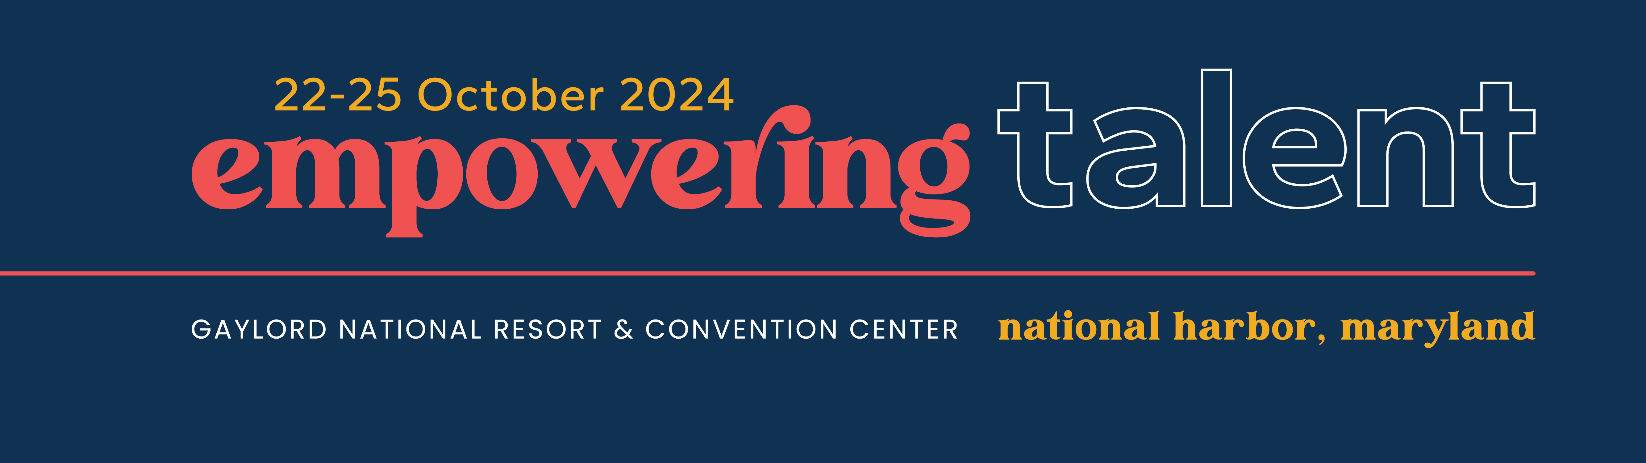 22-25 October 2024
empowering talent
GAYLORD NATIONAL RESORT & CONVENTION CENTER national harbor, maryland